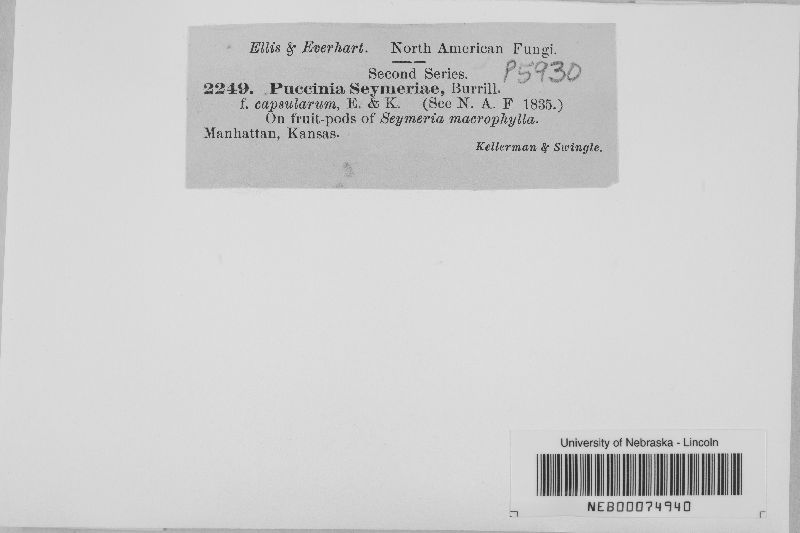 Ellis & Everhart. North American Fungi.
Second Series. P5930
2249. Puccinia Seymeriae, Burrill.
f. capsularum, E. & K. (See N. A. F 1835.)
On fruit-pods of Seymeria macrophylla.
Manhattan, Kansas.
Kellerman & Swingle.
University of Nebraska - Lincoln
NEB00074940